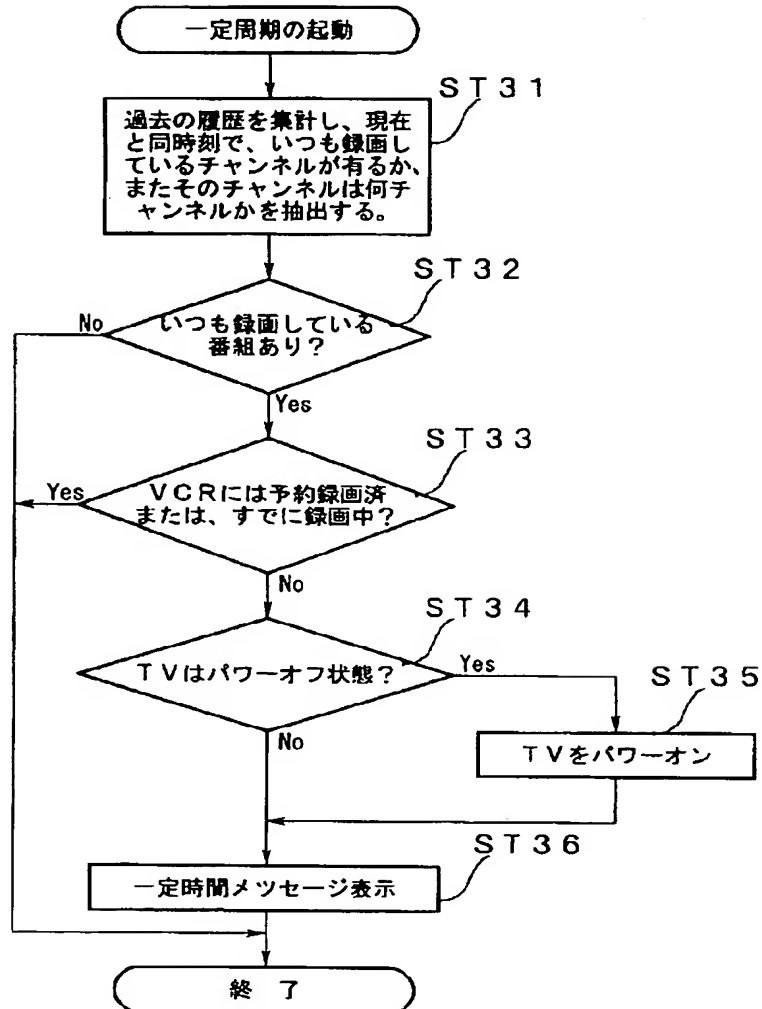 一定周期の起動
ST31
過去の履歴を集計し、現在
と同時刻で、いつも録画し
ているチャンネルが有るか、
またそのチャンネルは何チ
ャンネルかを抽出する。
ST32
No
いつも録画している
番組あり？
Yes
ST33
Yes
VCRには予約録画済
または、すでに録画中？
No
ST34
TVはパワーオフ状態？
Yes
ST35
No
TVをパワーオン
ST36
一定時間メツセージ表示
終 了